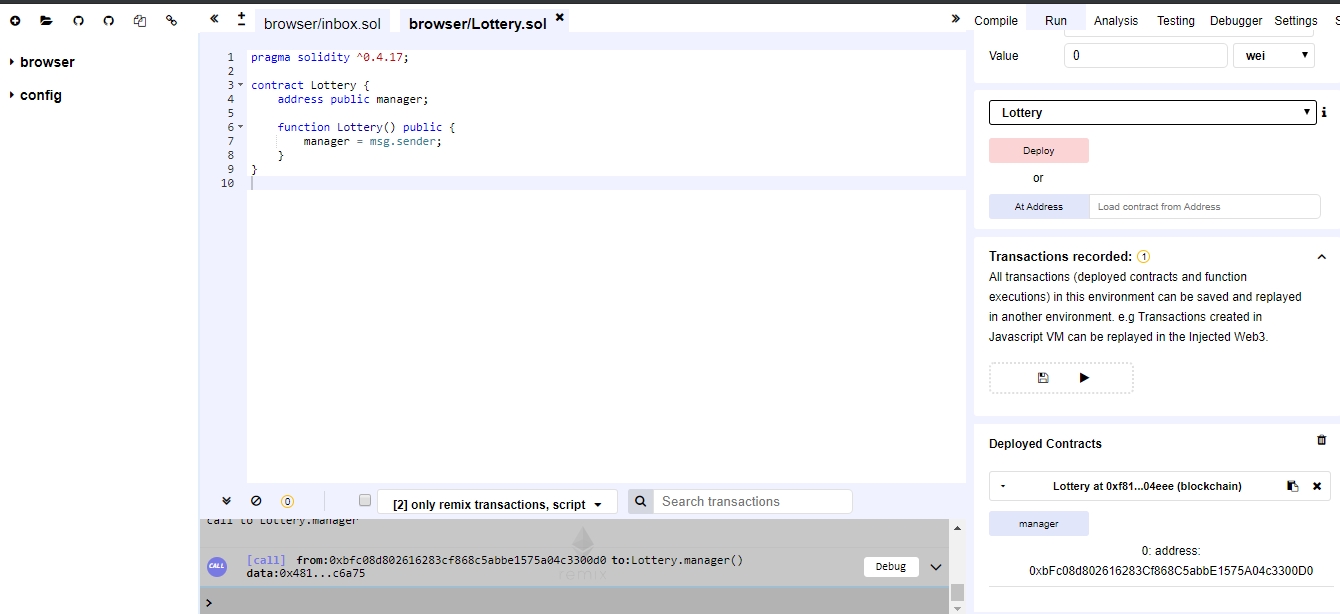 browser/inbox.sol
browser/Lottery.sol
Compile Run Analysis Testing Debugger Settings S
browser
config
1 pragma solidity ^0.4.17;
2
3 contract Lottery {
4 address public manager;
5
6 function Lottery() public {
7 manager = msg.sender;
8 }
9 }
10
Value 0 wei
Lottery
Deploy
or
At Address Load contract from Address
Transactions recorded: 1
All transactions (deployed contracts and function
executions) in this environment can be saved and replayed
in another environment. e.g Transactions created in
Javascript VM can be replayed in the Injected Web3.
Deployed Contracts
Lottery at 0xf81...04eee (blockchain)
manager
0: address:
0xbFc08d802616283Cf868C5abbE1575A04c3300D0
0 [2] only remix transactions, script Search transactions
call to Lottery.manager
CALL [call] from:0xbfc08d802616283cf868c5abbe1575a04c3300d0 to:Lottery.manager()
data:0x481...c6a75
Debug
remix
>